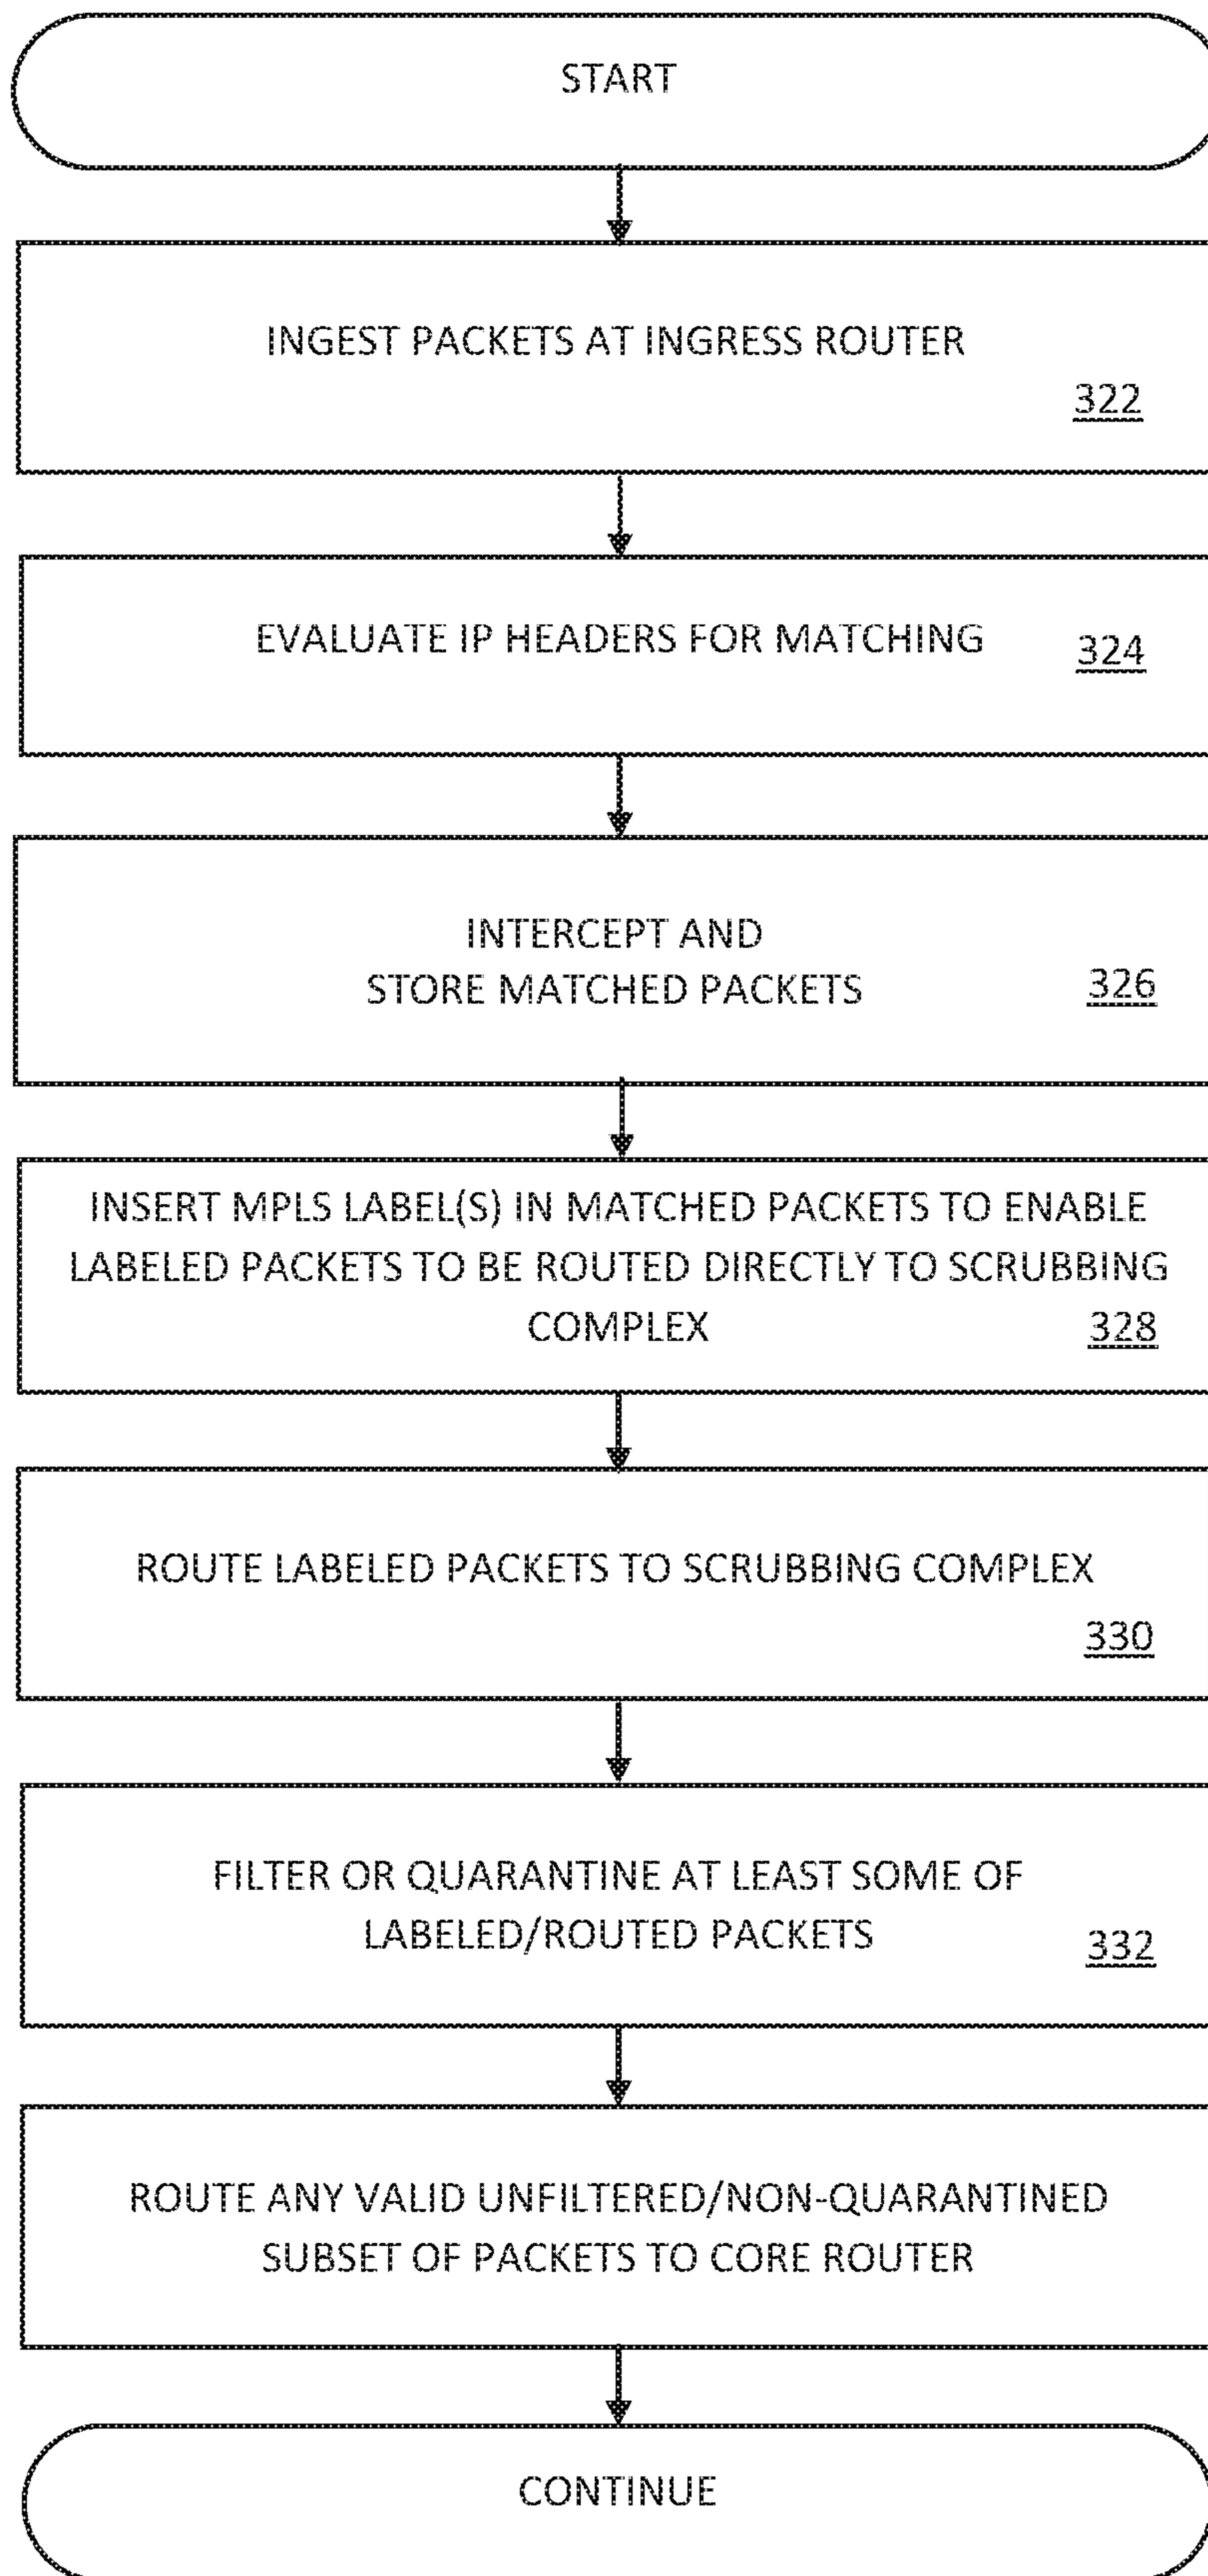 START
INGEST PACKETS AT INGRESS ROUTER
322
EVALUATE IP HEADERS FOR MATCHING
324
INTERCEPT AND
STORE MATCHED PACKETS
326
INSERT MPLS LABEL(S) IN MATCHED PACKETS TO ENABLE
LABELED PACKETS TO BE ROUTED DIRECTLY TO SCRUBBING
COMPLEX
328
ROUTE LABELED PACKETS TO SCRUBBING COMPLEX
330
FILTER OR QUARANTINE AT LEAST SOME OF
LABELED/ROUTED PACKETS
332
ROUTE ANY VALID UNFILTERED/NON-QUARANTINED
SUBSET OF PACKETS TO CORE ROUTER
CONTINUE